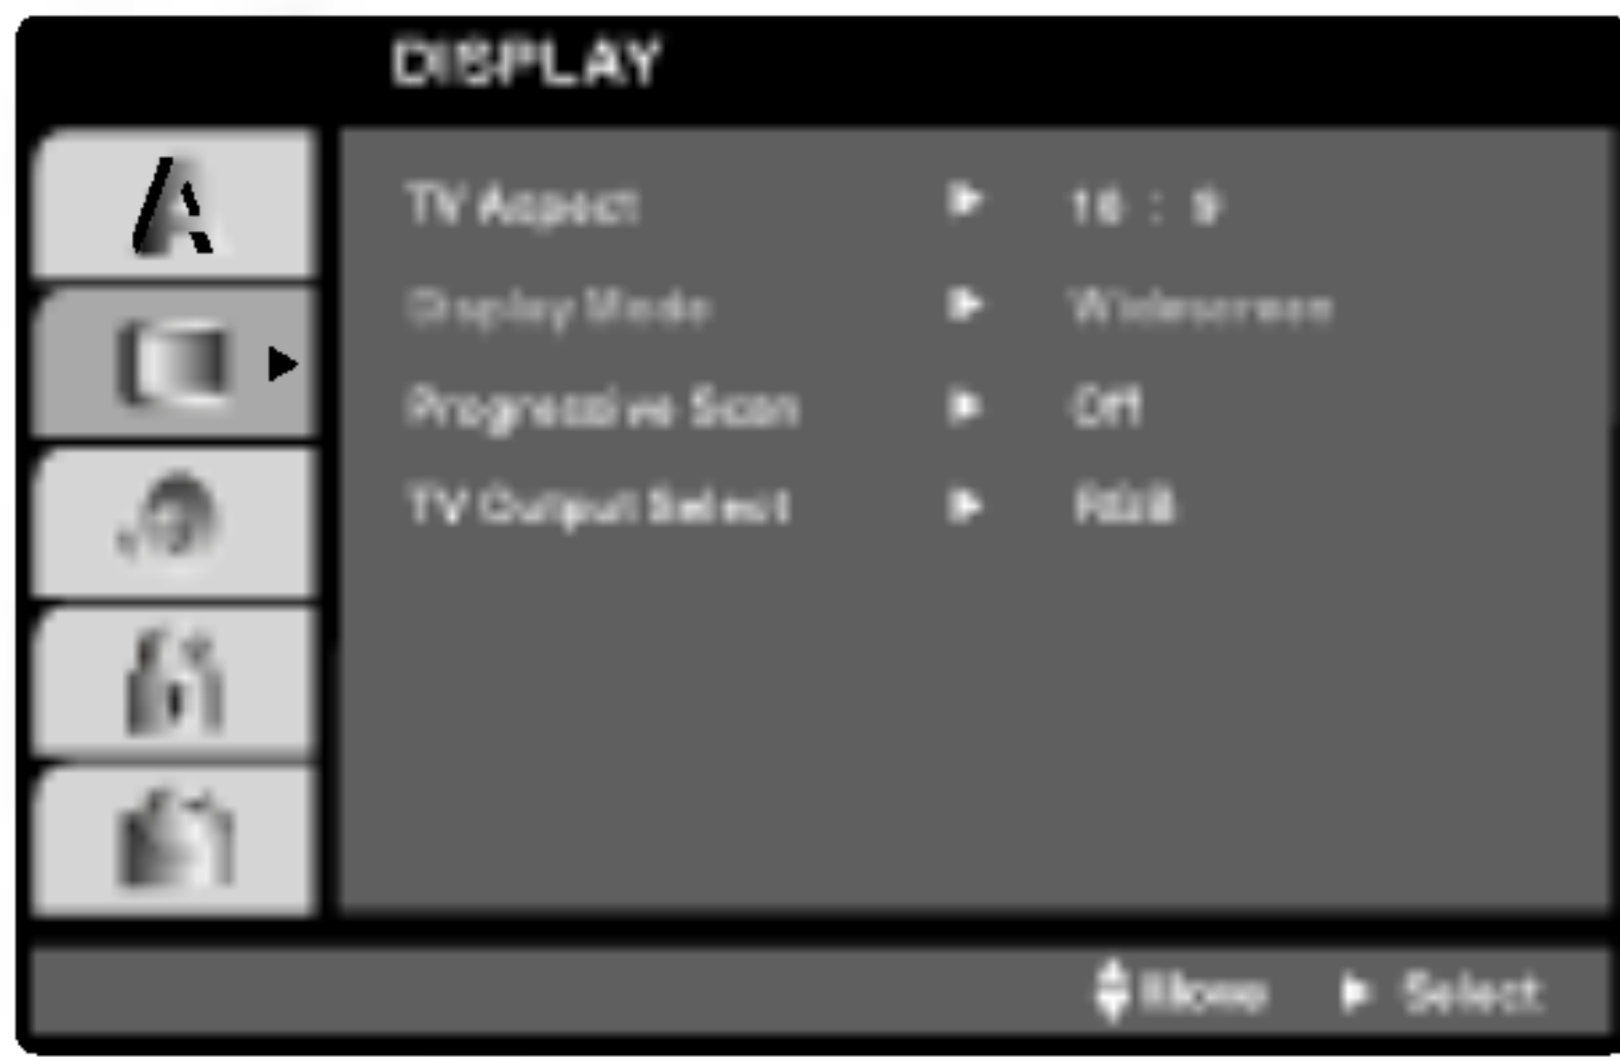 DISPLAY
TV Aspect ▶ 16 : 9
Display Mode ▶ Widescreen
Progressive Scan ▶ Off
TV Output Select ▶ RGB
Move ▶ Select